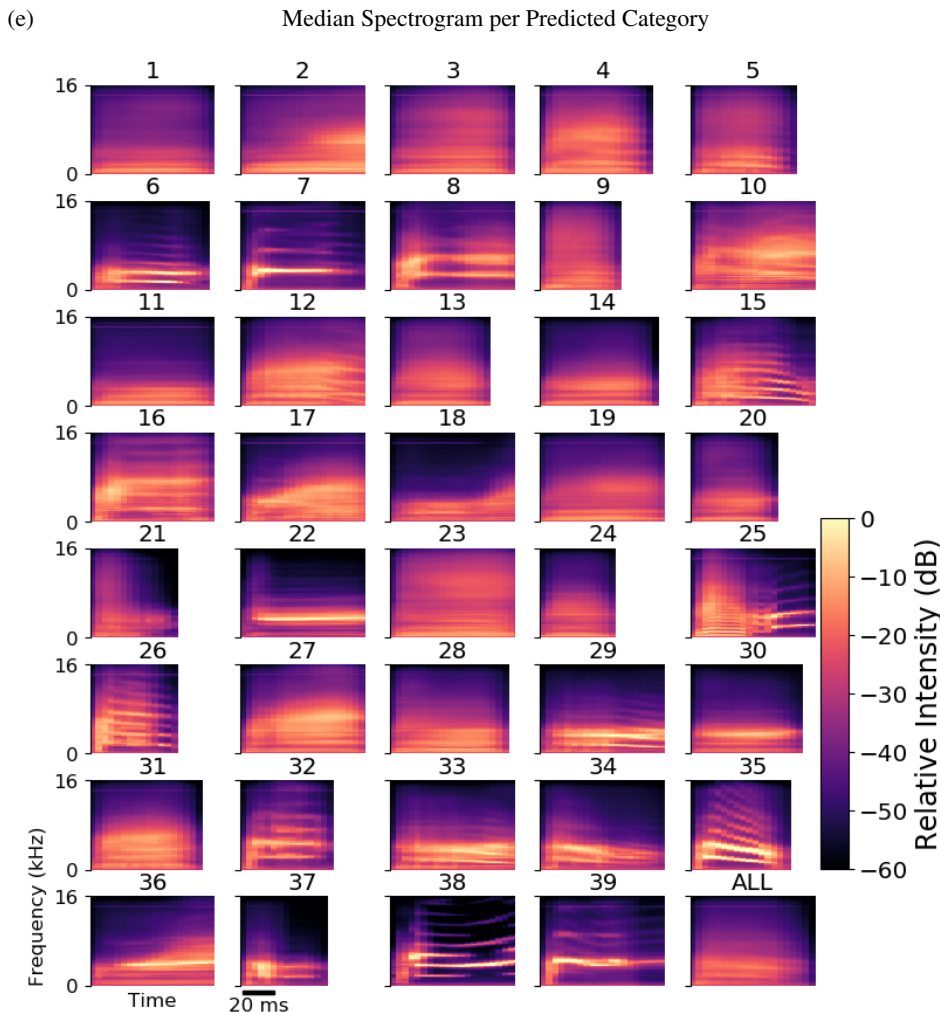 (e) Median Spectrogram per Predicted Category
1 2 3 4 5
16
0
6 7 8 9 10
16
0
11 12 13 14 15
16
0
16 17 18 19 20
16
0
21 22 23 24 25
16
0
26 27 28 29 30
16
0
31 32 33 34 35
16
0
36 37 38 39 ALL
16
0
Frequency (kHz)
Time
20 ms
0
−10
−20
−30
−40
−50
−60
Relative Intensity (dB)